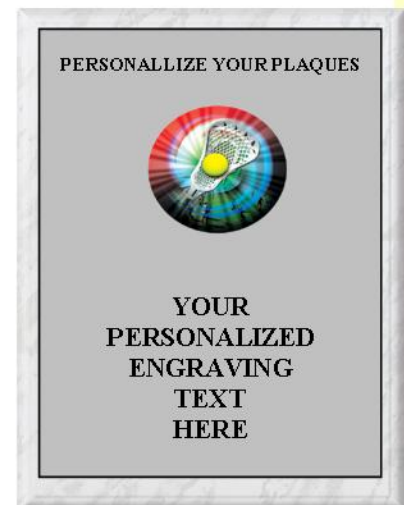 PERSONALLIZE YOUR PLAQUES
YOUR
PERSONALIZED
ENGRAVING
TEXT
HERE